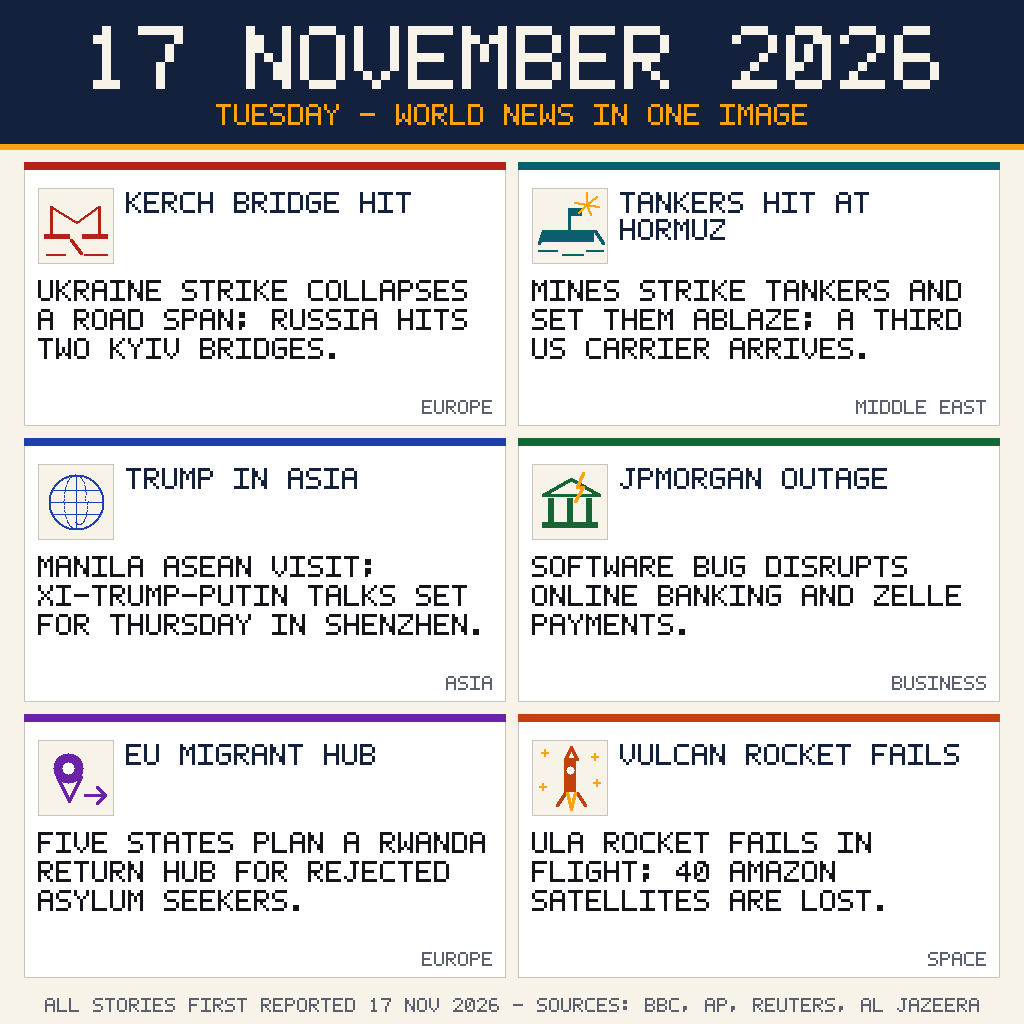 17 NOVEMBER 2026
TUESDAY – WORLD NEWS IN ONE IMAGE
KERCH BRIDGE HIT
UKRAINE STRIKE COLLAPSES
A ROAD SPAN; RUSSIA HITS
TWO KYIV BRIDGES.
EUROPE
TANKERS HIT AT
HORMUZ
MINES STRIKE TANKERS AND
SET THEM ABLAZE; A THIRD
US CARRIER ARRIVES.
MIDDLE EAST
TRUMP IN ASIA
MANILA ASEAN VISIT;
XI-TRUMP-PUTIN TALKS SET
FOR THURSDAY IN SHENZHEN.
ASIA
JPMORGAN OUTAGE
SOFTWARE BUG DISRUPTS
ONLINE BANKING AND ZELLE
PAYMENTS.
BUSINESS
EU MIGRANT HUB
FIVE STATES PLAN A RWANDA
RETURN HUB FOR REJECTED
ASYLUM SEEKERS.
EUROPE
VULCAN ROCKET FAILS
ULA ROCKET FAILS IN
FLIGHT; 40 AMAZON
SATELLITES ARE LOST.
SPACE
ALL STORIES FIRST REPORTED 17 NOV 2026 – SOURCES: BBC, AP, REUTERS, AL JAZEERA